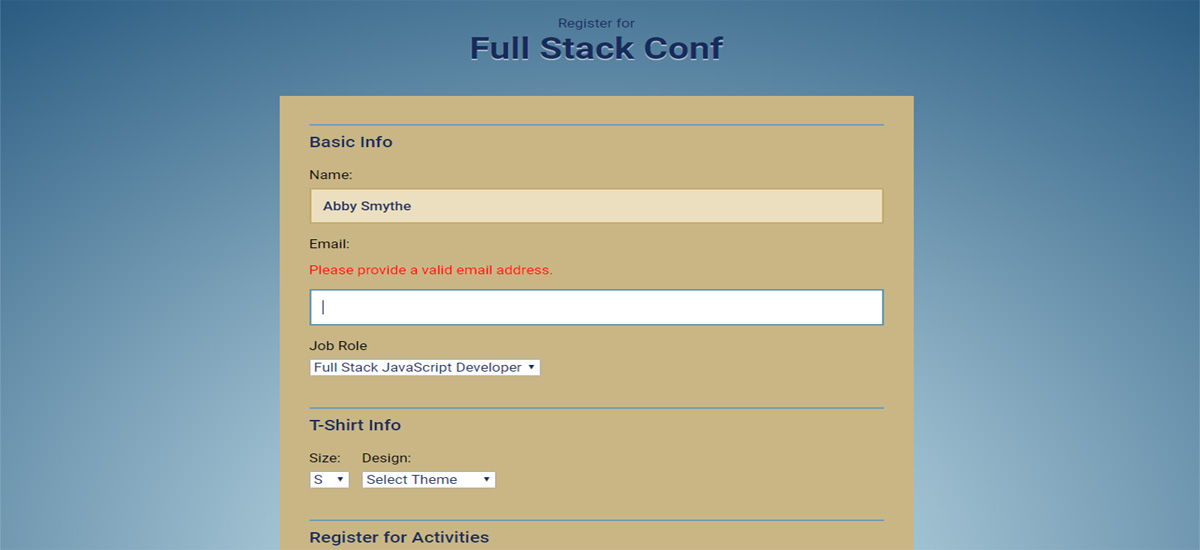 Register for
Full Stack Conf
Basic Info
Name:
Abby Smythe
Email:
Please provide a valid email address.
Job Role
Full Stack JavaScript Developer
T-Shirt Info
Size: Design:
S Select Theme
Register for Activities